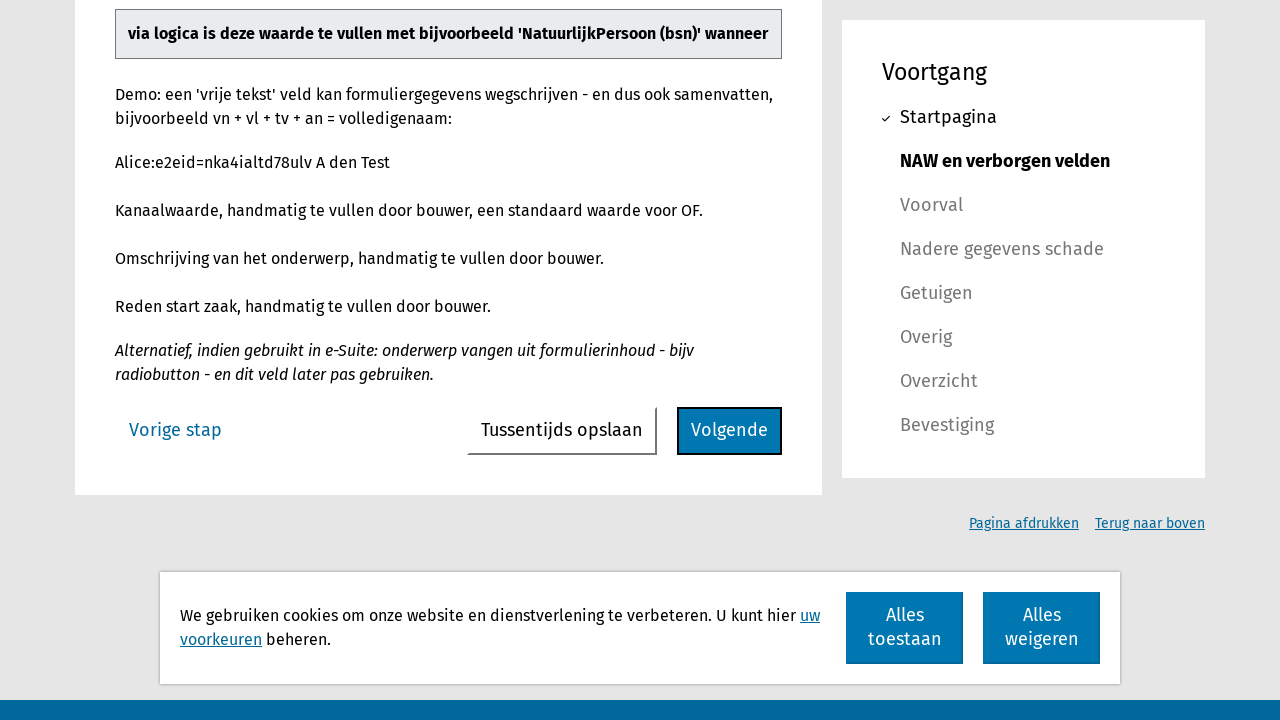 via logica is deze waarde te vullen met bijvoorbeeld 'NatuurlijkPersoon (bsn)' wanneer
Demo: een 'vrije tekst' veld kan formuliergegevens wegschrijven - en dus ook samenvatten,
bijvoorbeeld vn + vl + tv + an = volledigenaam:
Alice:e2eid=nka4ialtd78ulv A den Test
Kanaalwaarde, handmatig te vullen door bouwer, een standaard waarde voor OF.
Omschrijving van het onderwerp, handmatig te vullen door bouwer.
Reden start zaak, handmatig te vullen door bouwer.
Alternatief, indien gebruikt in e-Suite: onderwerp vangen uit formulierinhoud - bijv
radiobutton - en dit veld later pas gebruiken.
Vorige stap
Tussentijds opslaan
Volgende
Voortgang
Startpagina
NAW en verborgen velden
Voorval
Nadere gegevens schade
Getuigen
Overig
Overzicht
Bevestiging
Pagina afdrukken
Terug naar boven
We gebruiken cookies om onze website en dienstverlening te verbeteren. U kunt hier uw
voorkeuren beheren.
Alles
toestaan
Alles
weigeren